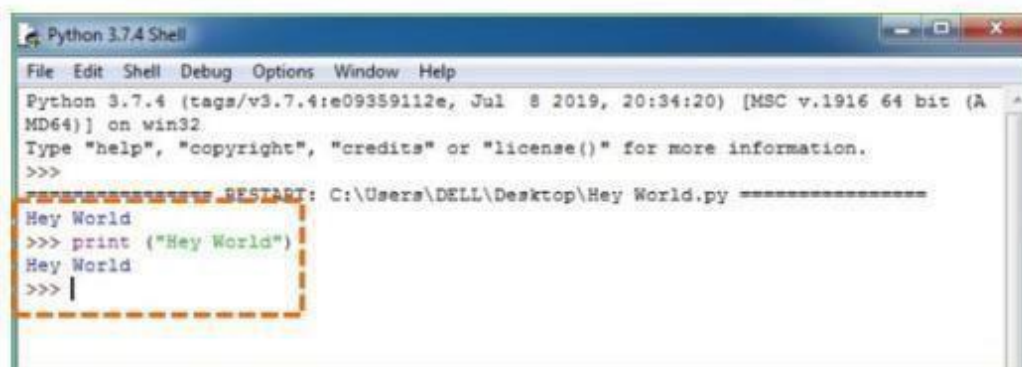 Python 3.7.4 Shell
File Edit Shell Debug Options Window Help
Python 3.7.4 (tags/v3.7.4:e09359112e, Jul  8 2019, 20:34:20) [MSC v.1916 64 bit (A
MD64)] on win32
Type "help", "copyright", "credits" or "license()" for more information.
>>>
================ RESTART: C:\Users\DELL\Desktop\Hey World.py ================
Hey World
>>> print ("Hey World")
Hey World
>>>